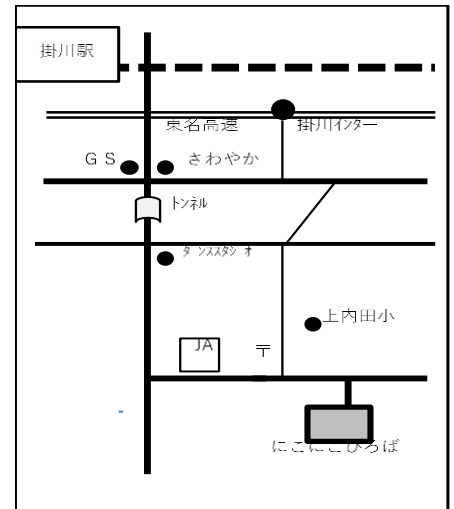 掛川駅
東名高速
掛川インター
ＧＳ
さわやか
トンネル
ダンススタジオ
上内田小
JA
〒
にこにこひろば